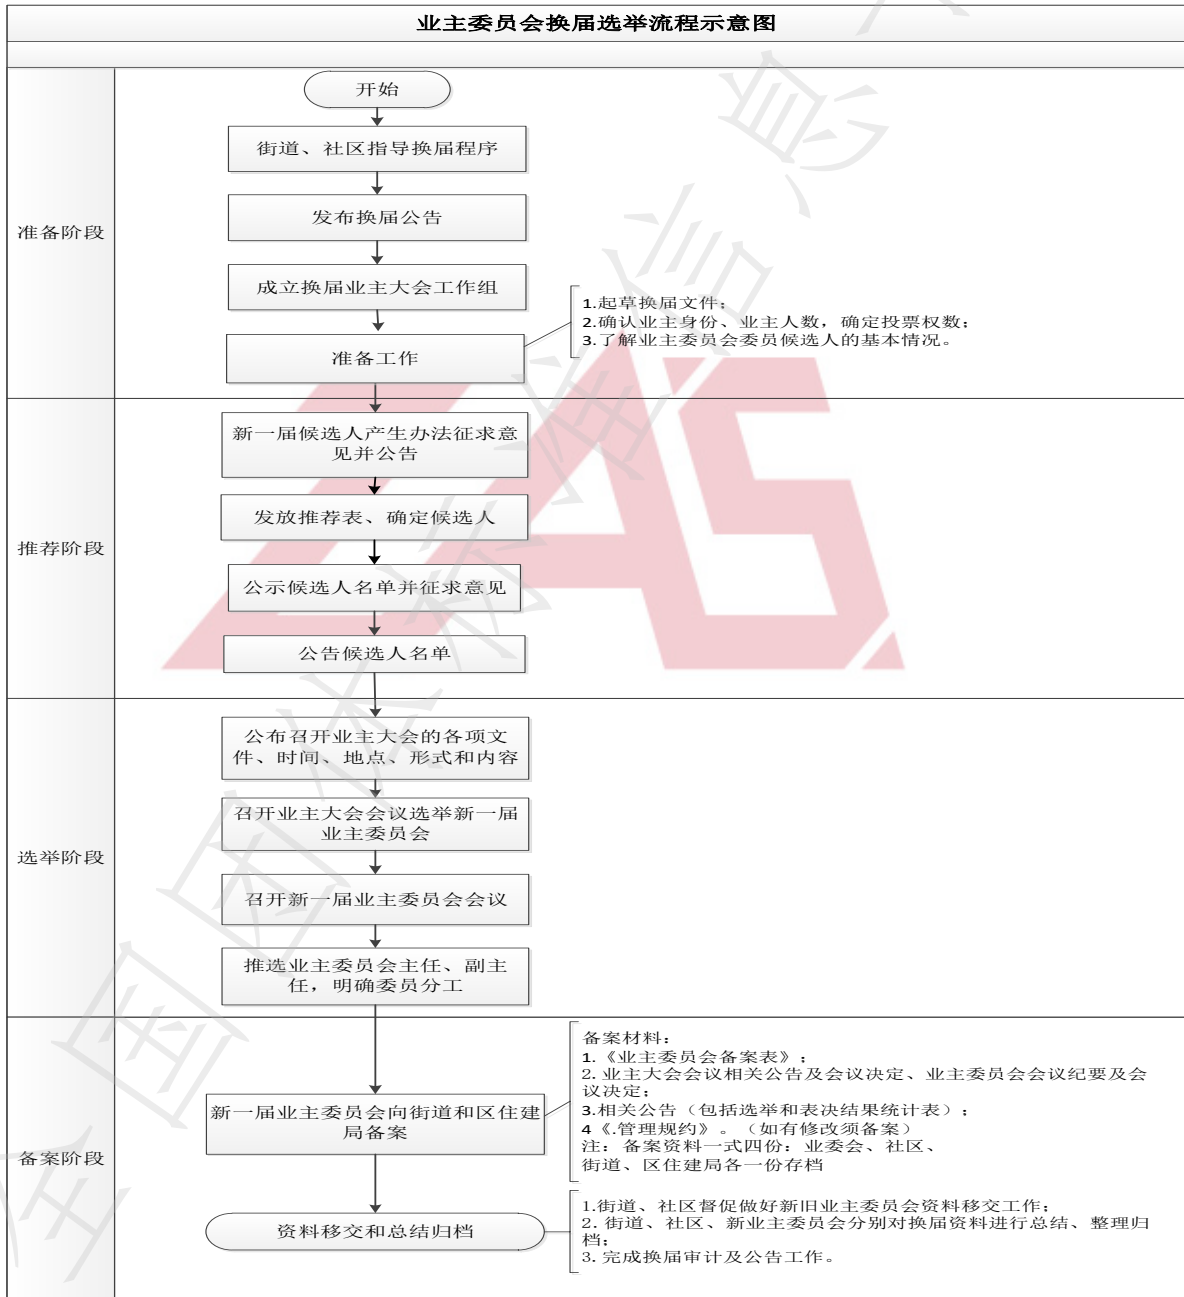 业主委员会换届选举流程示意图
准备阶段
开始
街道、社区指导换届程序
发布换届公告
成立换届业主大会工作组
准备工作
1.起草换届文件；
2.确认业主身份、业主人数，确定投票权数；
3.了解业主委员会委员候选人的基本情况。
推荐阶段
新一届候选人产生办法征求意
见并公告
发放推荐表、确定候选人
公示候选人名单并征求意见
公告候选人名单
选举阶段
公布召开业主大会的各项文
件、时间、地点、形式和内容
召开业主大会会议选举新一届
业主委员会
召开新一届业主委员会会议
推选业主委员会主任、副主
任，明确委员分工
备案阶段
新一届业主委员会向街道和区住建
局备案
备案材料：
1.《业主委员会备案表》；
2.业主大会会议相关公告及会议决定、业主委员会会议纪要及会
议决定；
3.相关公告（包括选举和表决结果统计表）；
4《.管理规约》。（如有修改须备案）
注：备案资料一式四份：业委会、社区、
街道、区住建局各一份存档
资料移交和总结归档
1.街道、社区督促做好新旧业主委员会资料移交工作；
2. 街道、社区、新业主委员会分别对换届资料进行总结、整理归
档；
3. 完成换届审计及公告工作。
全国团体标准信息